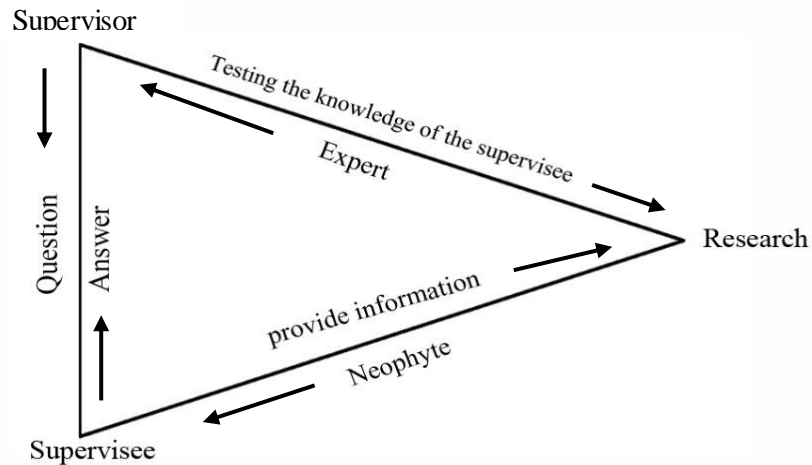 Supervisor
Testing the knowledge of the supervisee
Expert
Question
Answer
Research
provide information
Neophyte
Supervisee